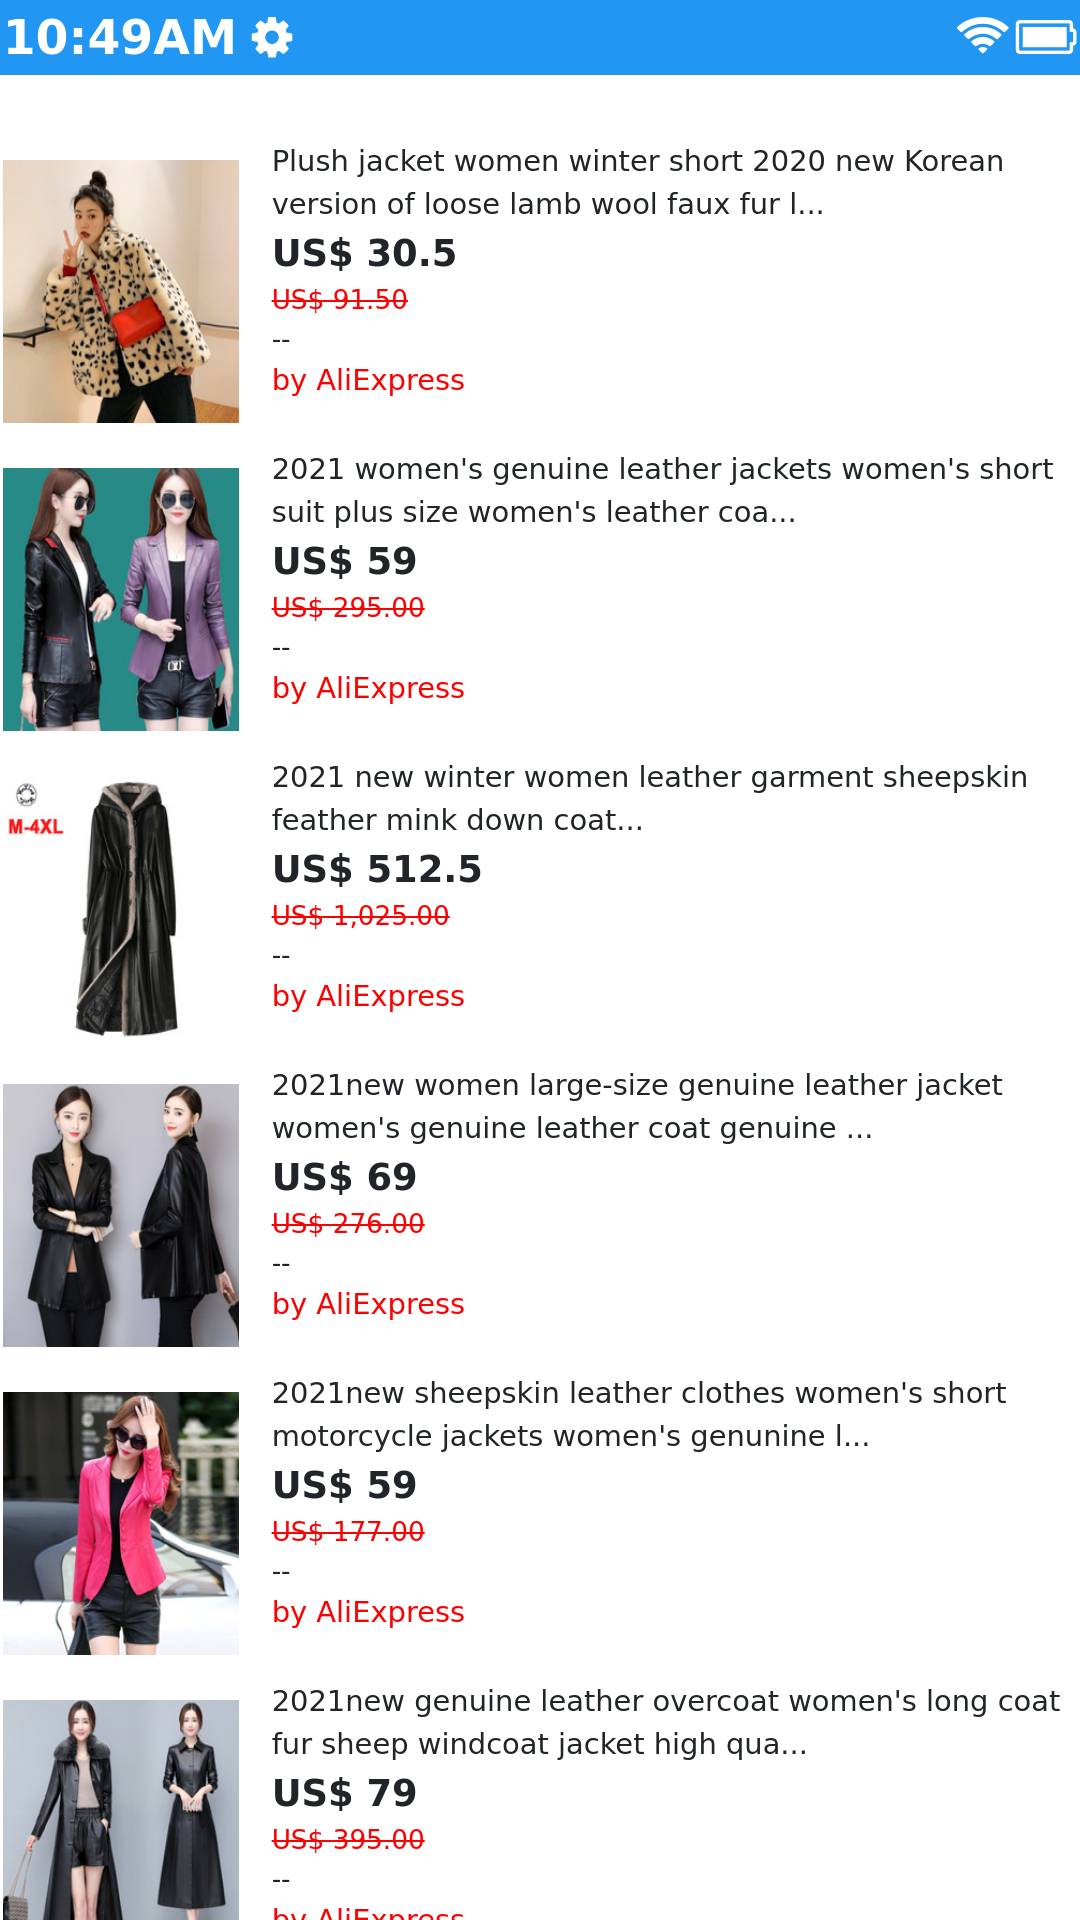 10:49AM
Plush jacket women winter short 2020 new Korean
version of loose lamb wool faux fur l...
US$ 30.5
US$ 91.50
--
by AliExpress
2021 women's genuine leather jackets women's short
suit plus size women's leather coa...
US$ 59
US$ 295.00
--
by AliExpress
M-4XL
2021 new winter women leather garment sheepskin
feather mink down coat...
US$ 512.5
US$ 1,025.00
--
by AliExpress
2021new women large-size genuine leather jacket
women's genuine leather coat genuine ...
US$ 69
US$ 276.00
--
by AliExpress
2021new sheepskin leather clothes women's short
motorcycle jackets women's genunine l...
US$ 59
US$ 177.00
--
by AliExpress
2021new genuine leather overcoat women's long coat
fur sheep windcoat jacket high qua...
US$ 79
US$ 395.00
--
by AliExpress